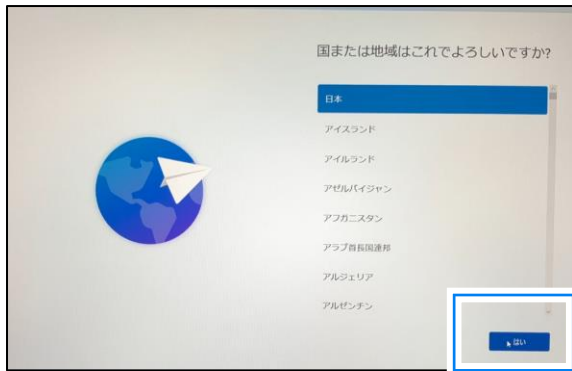 国または地域はこれでよろしいですか?
日本
アイスランド
アイルランド
アゼルバイジャン
アフガニスタン
アラブ首長国連邦
アルジェリア
アルゼンチン
はい